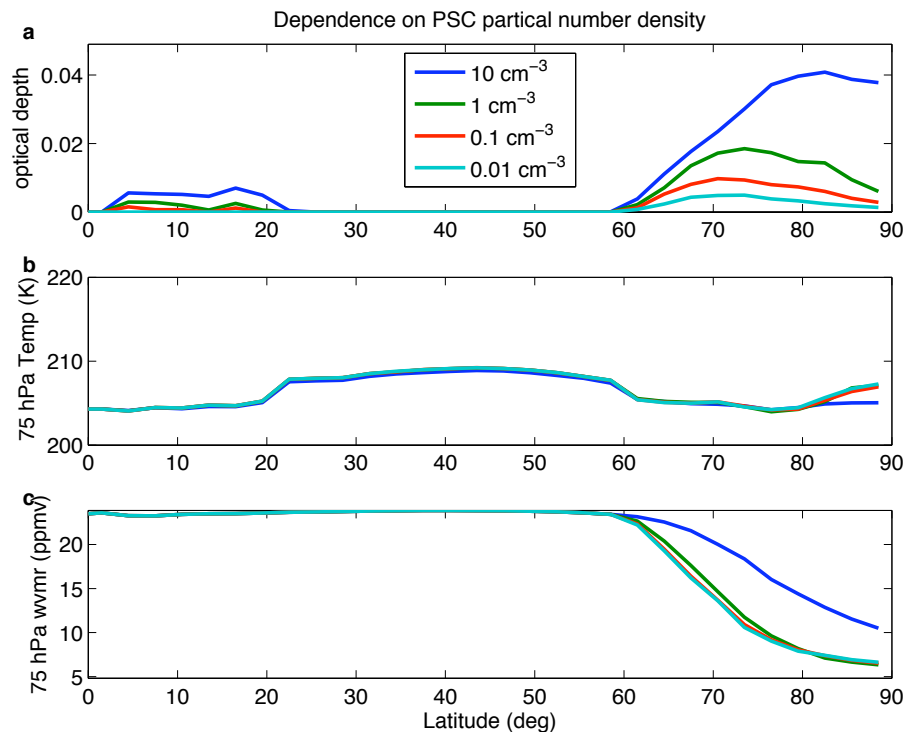 Dependence on PSC partical number density
a
optical depth
0.04
0.02
0
10 cm⁻³
1 cm⁻³
0.1 cm⁻³
0.01 cm⁻³
0 10 20 30 40 50 60 70 80 90
b
75 hPa Temp (K)
220
210
200
0 10 20 30 40 50 60 70 80 90
c
75 hPa wvmr (ppmv)
20
15
10
5
0 10 20 30 40 50 60 70 80 90
Latitude (deg)